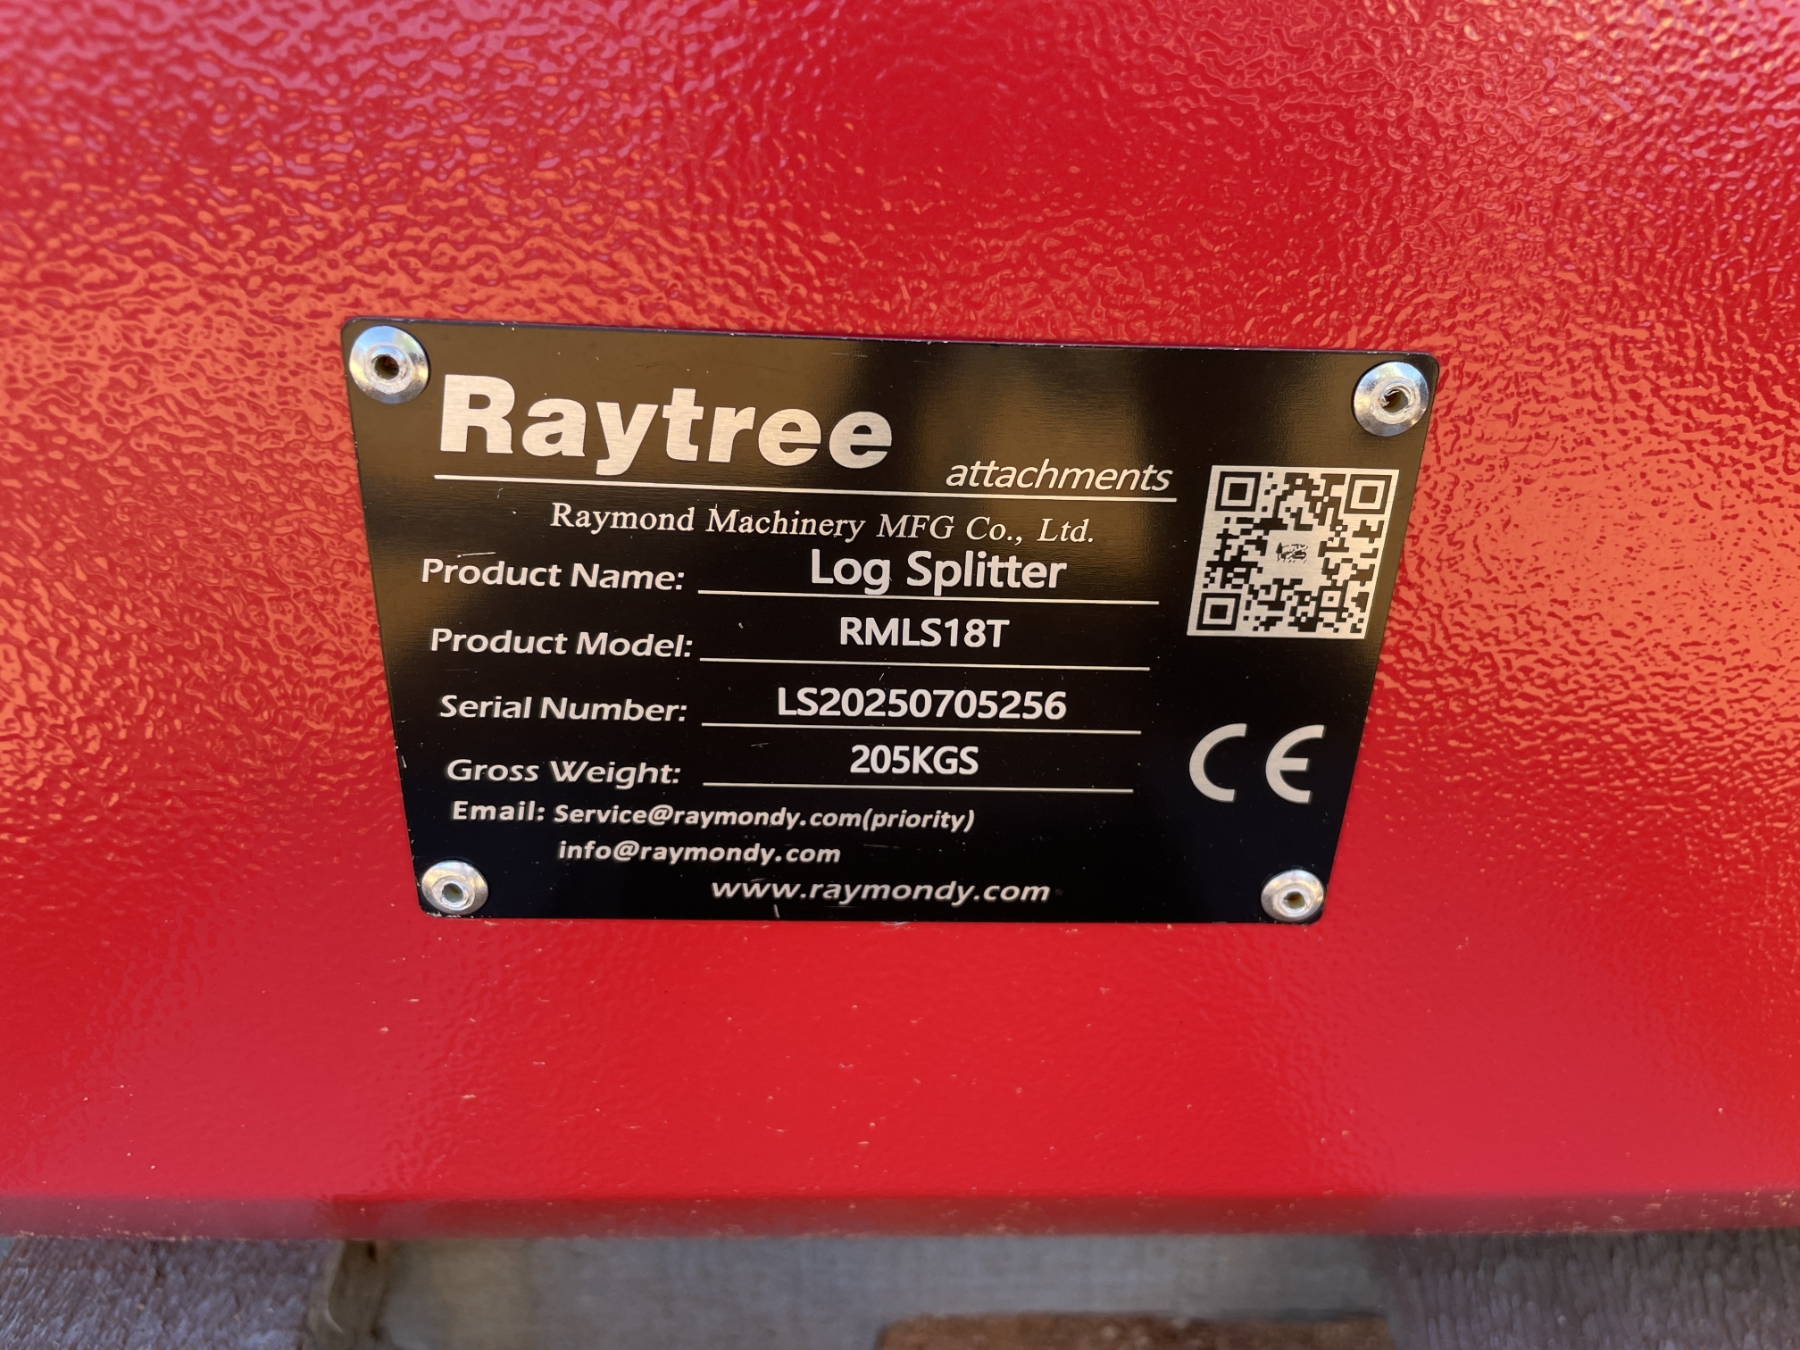 Raytree
attachments
Raymond Machinery MFG Co., Ltd.
Product Name: Log Splitter
Product Model: RMLS18T
Serial Number: LS20250705256
Gross Weight: 205KGS
CE
Email: Service@raymondy.com(priority)
info@raymondy.com
www.raymondy.com